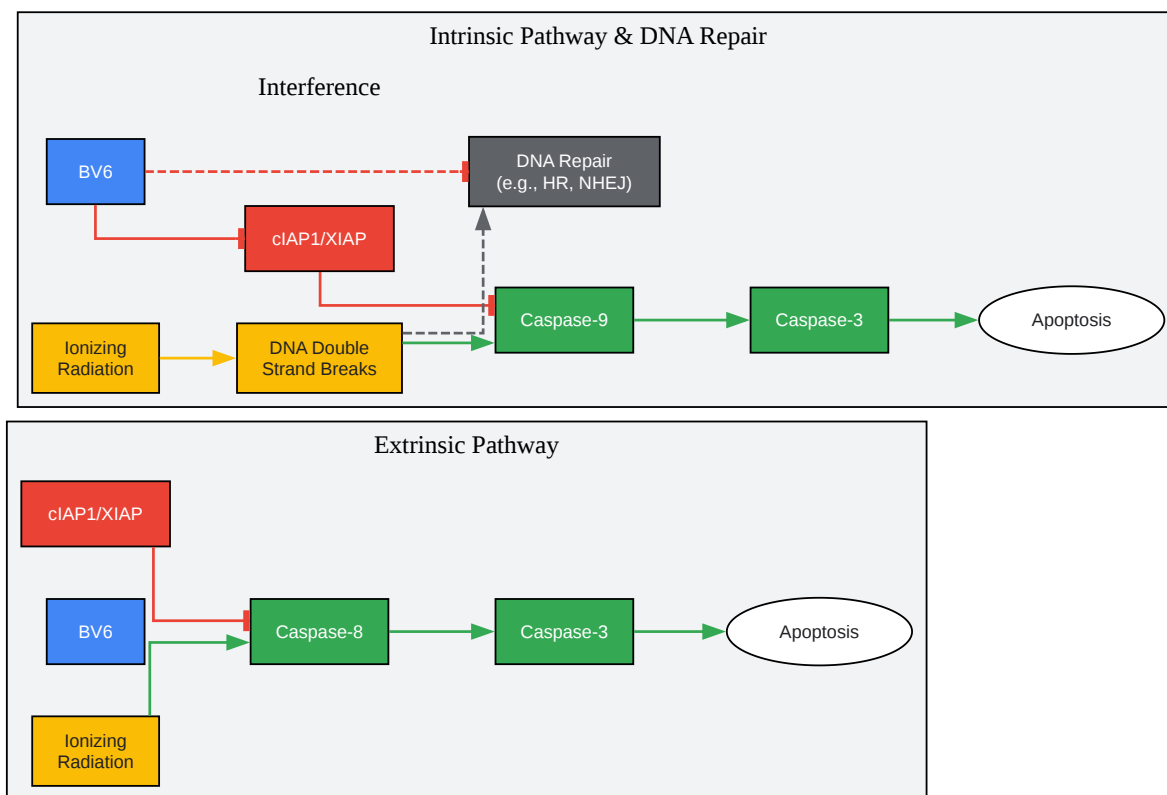 Intrinsic Pathway & DNA Repair
Interference
BV6
DNA Repair
(e.g., HR, NHEJ)
cIAP1/XIAP
Caspase-9
Caspase-3
Apoptosis
Ionizing
Radiation
DNA Double
Strand Breaks
Extrinsic Pathway
cIAP1/XIAP
BV6
Caspase-8
Caspase-3
Apoptosis
Ionizing
Radiation